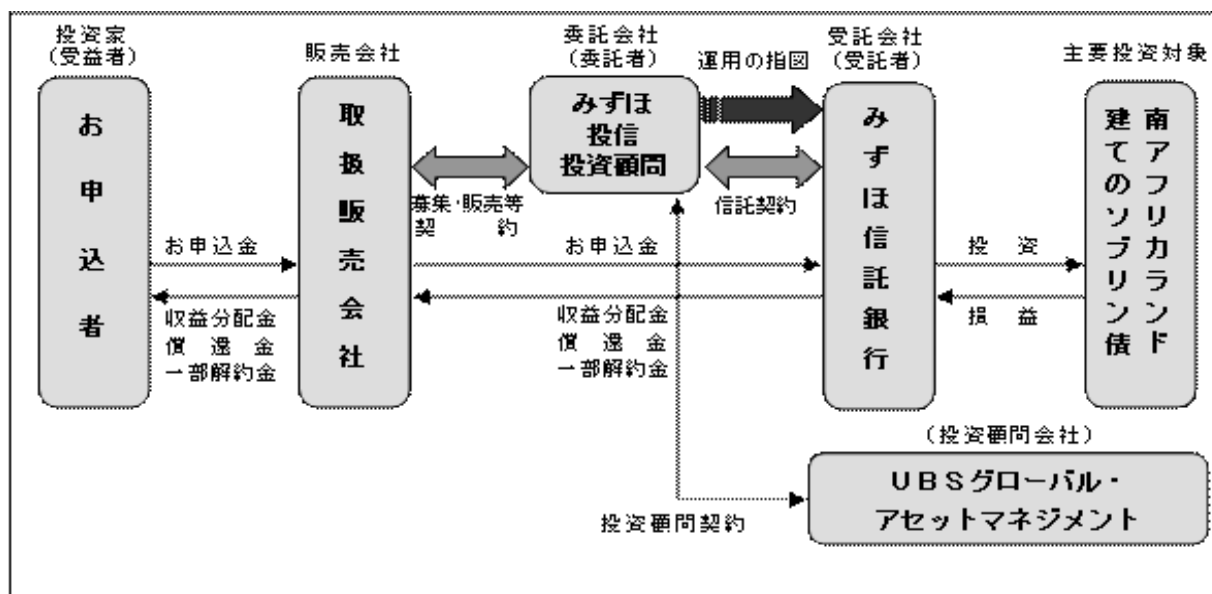 投資家
（受益者）
お申込者
販売会社
取扱販売会社
委託会社
（委託者）
みずほ
投信
投資顧問
運用の指図
受託会社
（受託者）
みずほ信託銀行
主要投資対象
南アフリカランド
建てのソブリン債
募集・販売等
契約
信託契約
お申込金
収益分配金
償還金
一部解約金
お申込金
収益分配金
償還金
一部解約金
投資
損益
（投資顧問会社）
ＵＢＳグローバル・
アセットマネジメント
投資顧問契約